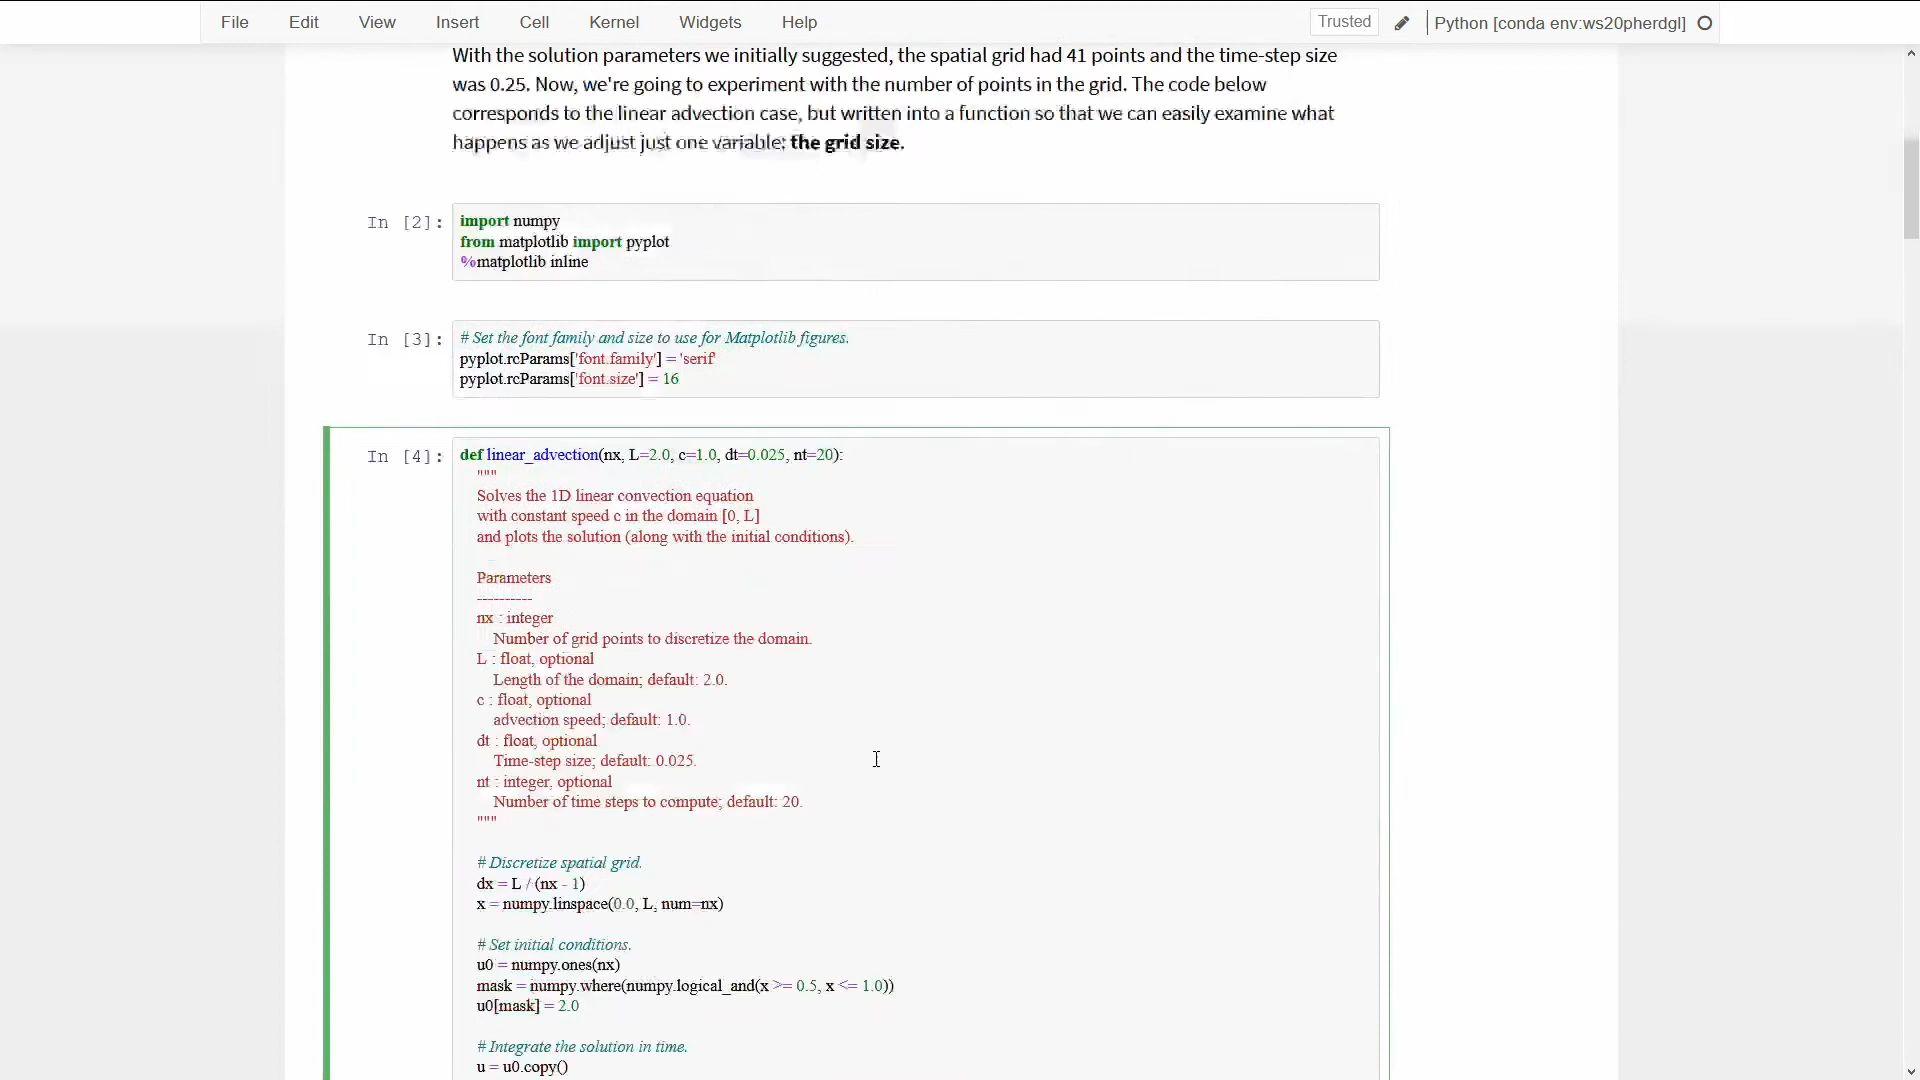 File Edit View Insert Cell Kernel Widgets Help Trusted Python [conda env:ws20pherdgl]
With the solution parameters we initially suggested, the spatial grid had 41 points and the time-step size
was 0.25. Now, we're going to experiment with the number of points in the grid. The code below
corresponds to the linear advection case, but written into a function so that we can easily examine what
happens as we adjust just one variable: the grid size.
In [2]:
import numpy
from matplotlib import pyplot
%matplotlib inline
In [3]:
# Set the font family and size to use for Matplotlib figures.
pyplot.rcParams['font.family'] = 'serif'
pyplot.rcParams['font.size'] = 16
In [4]:
def linear_advection(nx, L=2.0, c=1.0, dt=0.025, nt=20):
"""
Solves the 1D linear convection equation
with constant speed c in the domain [0, L]
and plots the solution (along with the initial conditions).
Parameters
----------
nx : integer
Number of grid points to discretize the domain.
L : float, optional
Length of the domain; default: 2.0.
c : float, optional
advection speed; default: 1.0.
dt : float, optional
Time-step size; default: 0.025.
nt : integer, optional
Number of time steps to compute; default: 20.
"""
# Discretize spatial grid.
dx = L / (nx - 1)
x = numpy.linspace(0.0, L, num=nx)
# Set initial conditions.
u0 = numpy.ones(nx)
mask = numpy.where(numpy.logical_and(x >= 0.5, x <= 1.0))
u0[mask] = 2.0
# Integrate the solution in time.
u = u0.copy()